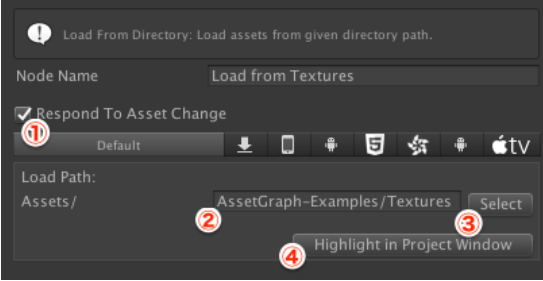 Load From Directory: Load assets from given directory path.
Node Name Load from Textures
Respond To Asset Change
①
Default 5 tv
Load Path:
Assets/ AssetGraph-Examples/Textures Select
② ③
④ Highlight in Project Window